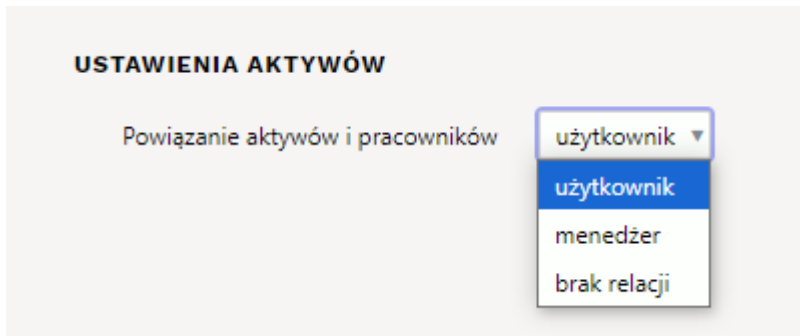 USTAWIENIA AKTYWÓW
Powiązanie aktywów i pracowników użytkownik
użytkownik
menedżer
brak relacji